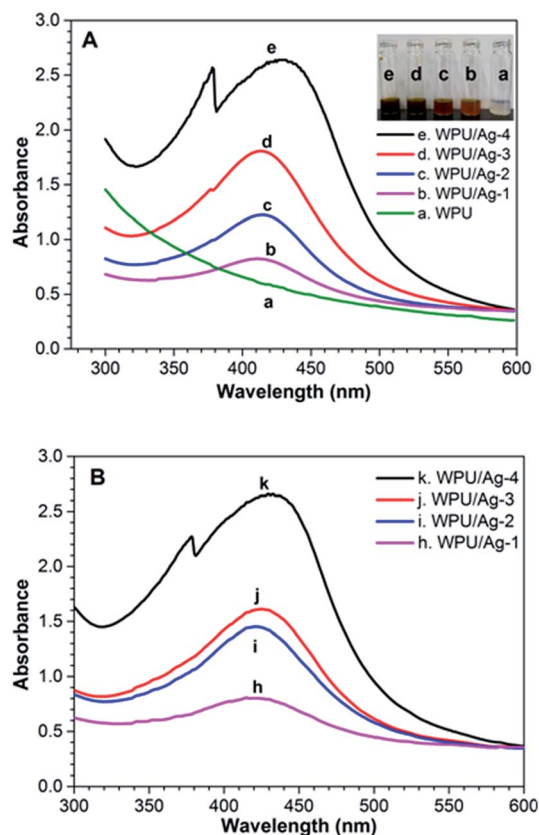 A
e
e d c b a
e. WPU/Ag-4
d. WPU/Ag-3
c. WPU/Ag-2
b. WPU/Ag-1
a. WPU
d
c
b
a
3.0
2.5
2.0
1.5
1.0
0.5
0.0
Absorbance
300 350 400 450 500 550 600
Wavelength (nm)
B
k
k. WPU/Ag-4
j. WPU/Ag-3
i. WPU/Ag-2
h. WPU/Ag-1
j
i
h
3.0
2.5
2.0
1.5
1.0
0.5
0.0
Absorbance
300 350 400 450 500 550 600
Wavelength (nm)